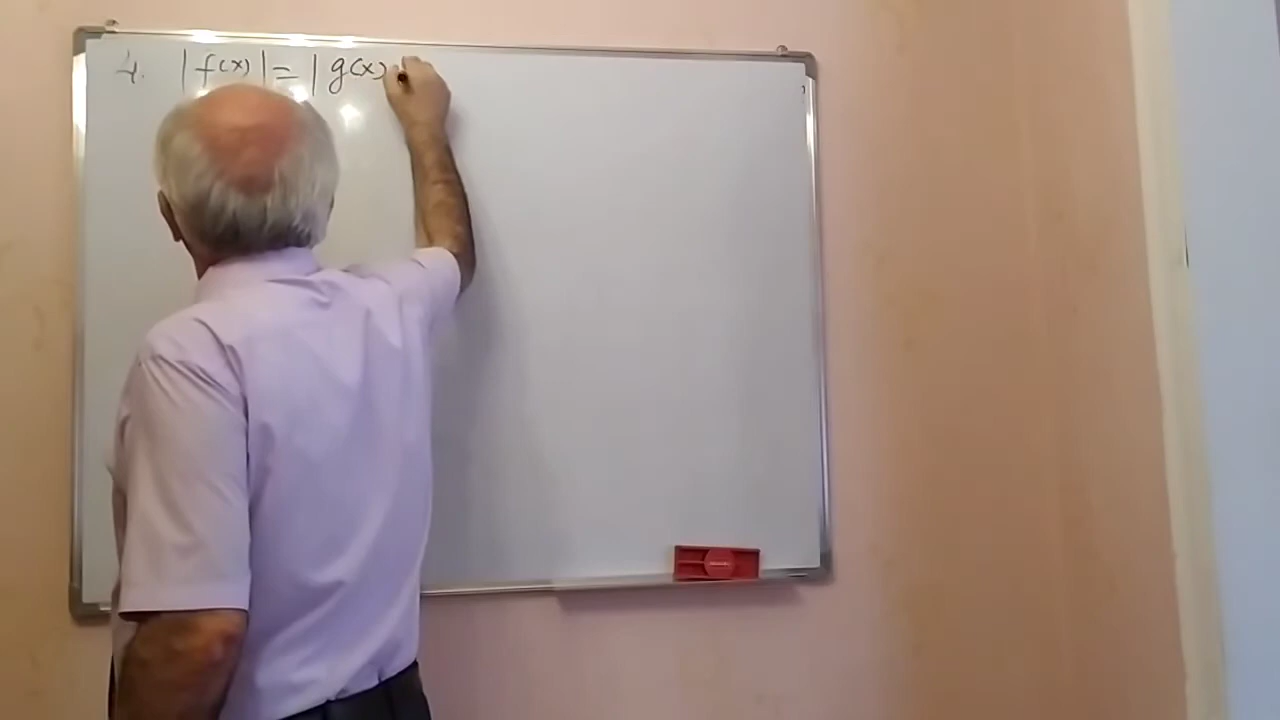 4. |f(x)| = |g(x)